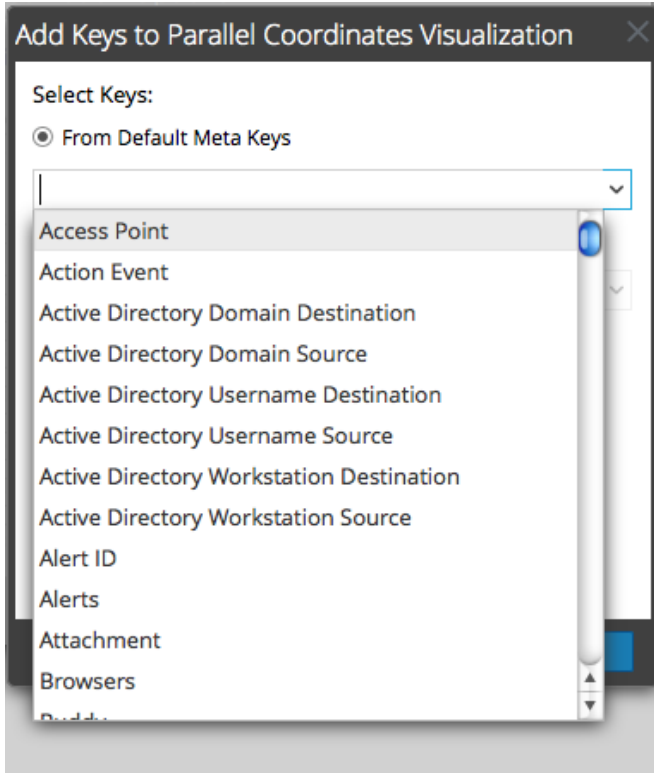 Add Keys to Parallel Coordinates Visualization
Select Keys:
From Default Meta Keys
Access Point
Action Event
Active Directory Domain Destination
Active Directory Domain Source
Active Directory Username Destination
Active Directory Username Source
Active Directory Workstation Destination
Active Directory Workstation Source
Alert ID
Alerts
Attachment
Browsers